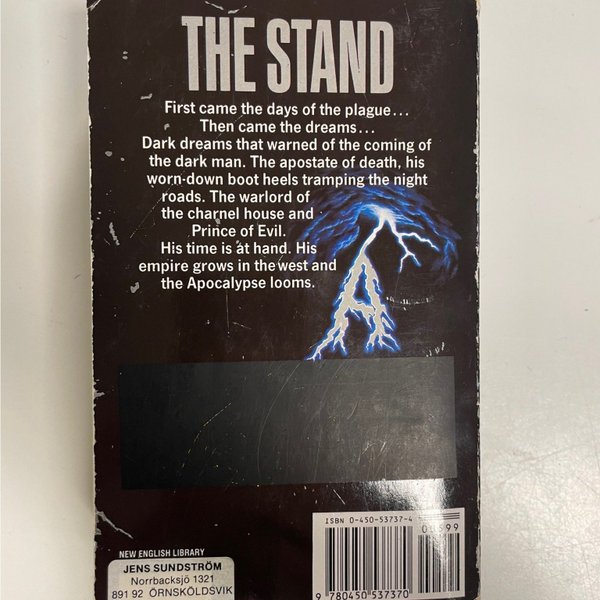 THE STAND
First came the days of the plague...
Then came the dreams...
Dark dreams that warned of the coming of
the dark man. The apostate of death, his
worn-down boot heels tramping the night
roads. The warlord of
the charnel house and
Prince of Evil.
His time is at hand. His
empire grows in the west and
the Apocalypse looms.
ISBN 0-450-53737-4
NEW ENGLISH LIBRARY
JENS SUNDSTRÖM
Norrbacksjö 1321
891 92 ÖRNSKÖLDSVIK
9 780450 537370